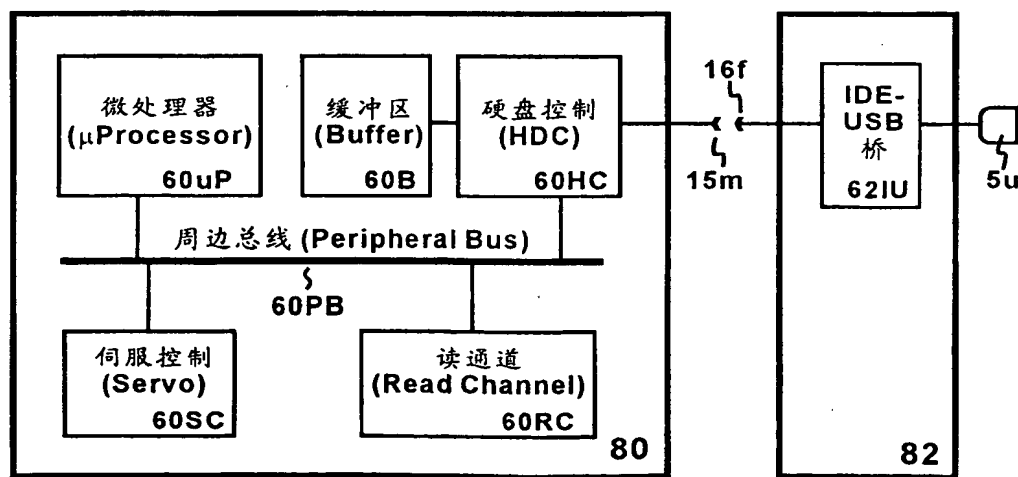 微处理器
(μProcessor)
60uP
缓冲区
(Buffer)
60B
硬盘控制
(HDC)
60HC
16f
15m
IDE-
USB
桥
62IU
5u
周边总线 (Peripheral Bus)
60PB
伺服控制
(Servo)
60SC
读通道
(Read Channel)
60RC
80
82